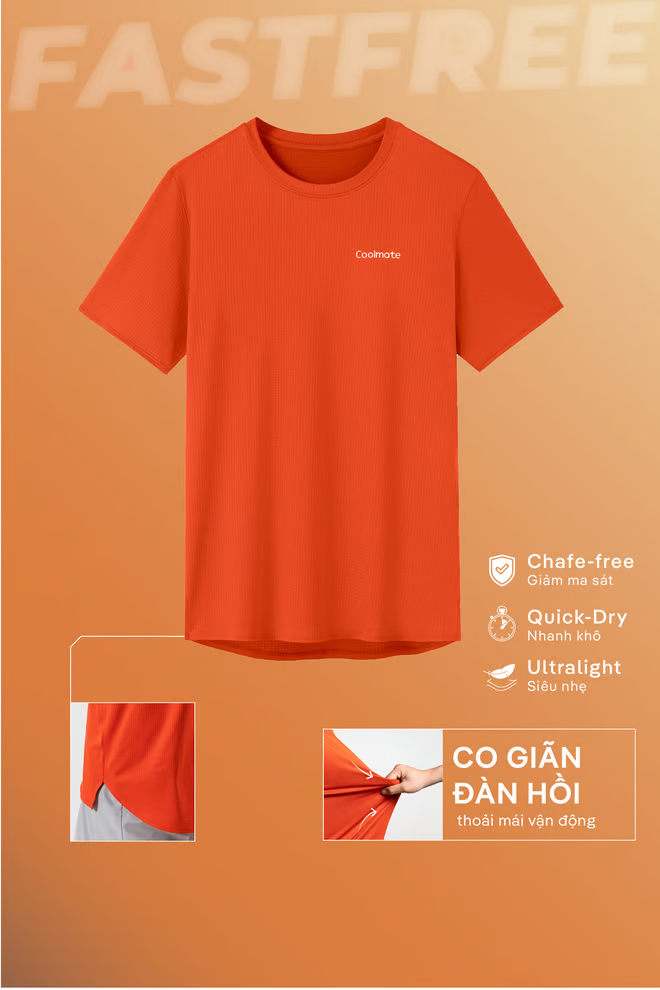 FASTFREE
Coolmate
Chafe-free
Giảm ma sát
Quick-Dry
Nhanh khô
Ultralight
Siêu nhẹ
CO GIÃN
ĐÀN HỒI
thoải mái vận động